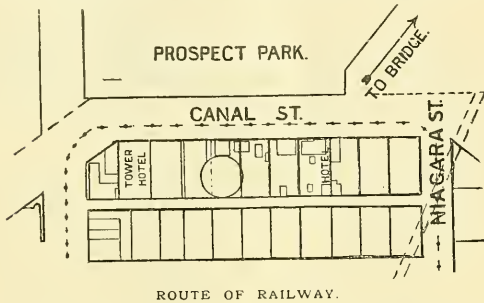 PROSPECT PARK.
TO BRIDGE.
CANAL ST.
TOWER
HOTEL
HOTEL
NIAGARA ST.
ROUTE OF RAILWAY.